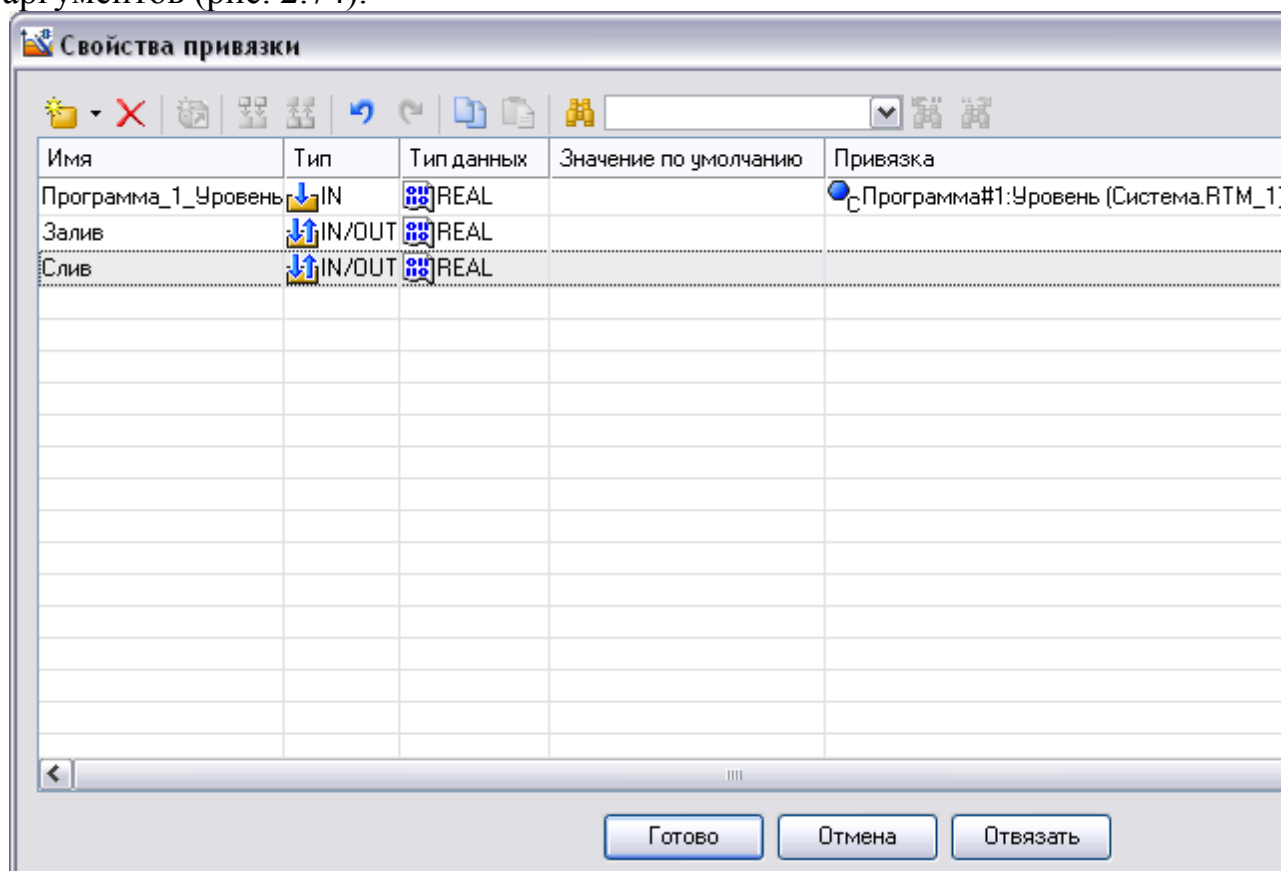 аргументов (рис. 2.74).
Свойства привязки
Имя Тип Тип данных Значение по умолчанию Привязка
Программа_1_Уровень IN REAL Программа#1:Уровень (Система.RTM_1)
Залив IN/OUT REAL
Слив IN/OUT REAL
Готово Отмена Отвязать